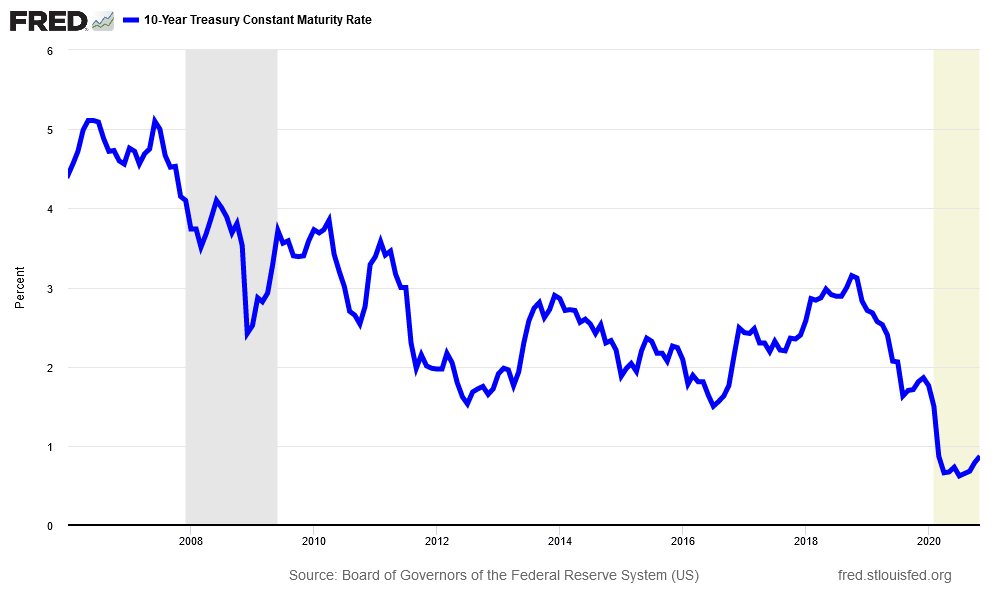 FRED 10-Year Treasury Constant Maturity Rate
6
5
4
3
2
1
0
Percent
2008 2010 2012 2014 2016 2018 2020
Source: Board of Governors of the Federal Reserve System (US) fred.stlouisfed.org